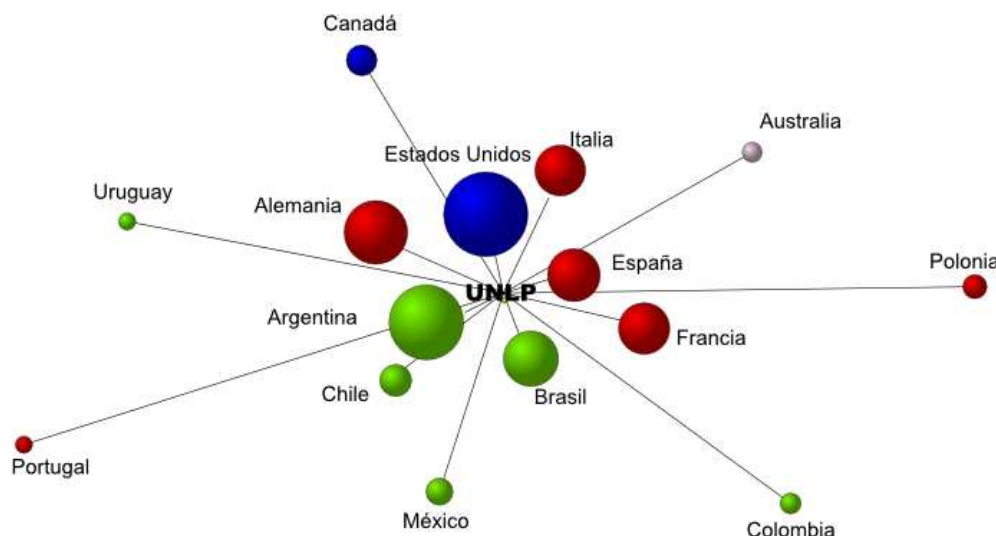 Canadá
Australia
Italia
Estados Unidos
Uruguay
Alemania
España
Polonia
UNLP
Argentina
Francia
Chile
Brasil
Portugal
México
Colombia